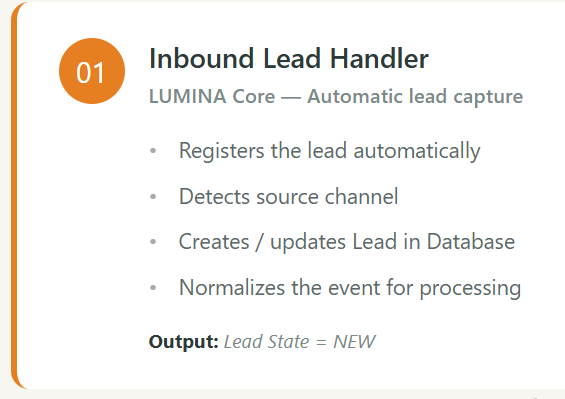 01
Inbound Lead Handler
LUMINA Core — Automatic lead capture
• Registers the lead automatically
• Detects source channel
• Creates / updates Lead in Database
• Normalizes the event for processing
Output: Lead State = NEW